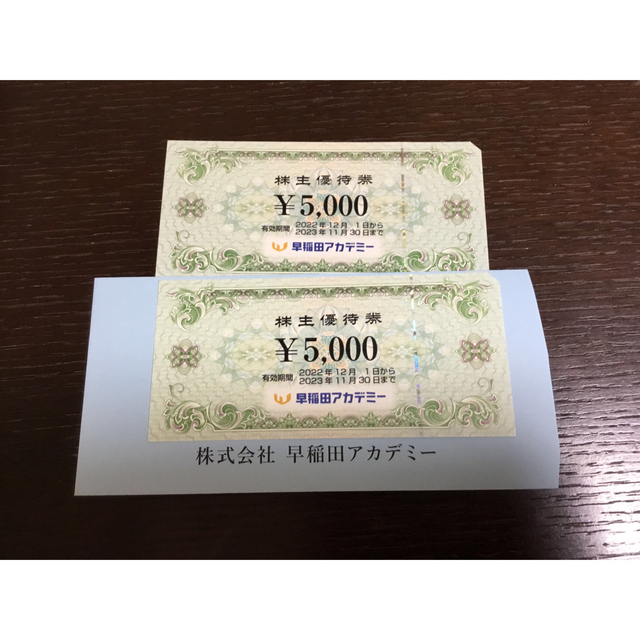 株主優待券
￥5,000
有効期間 2022年12月 1日から
2023年11月30日まで
早稲田アカデミー
株主優待券
￥5,000
有効期間 2022年12月 1日から
2023年11月30日まで
早稲田アカデミー
株式会社 早稲田アカデミー